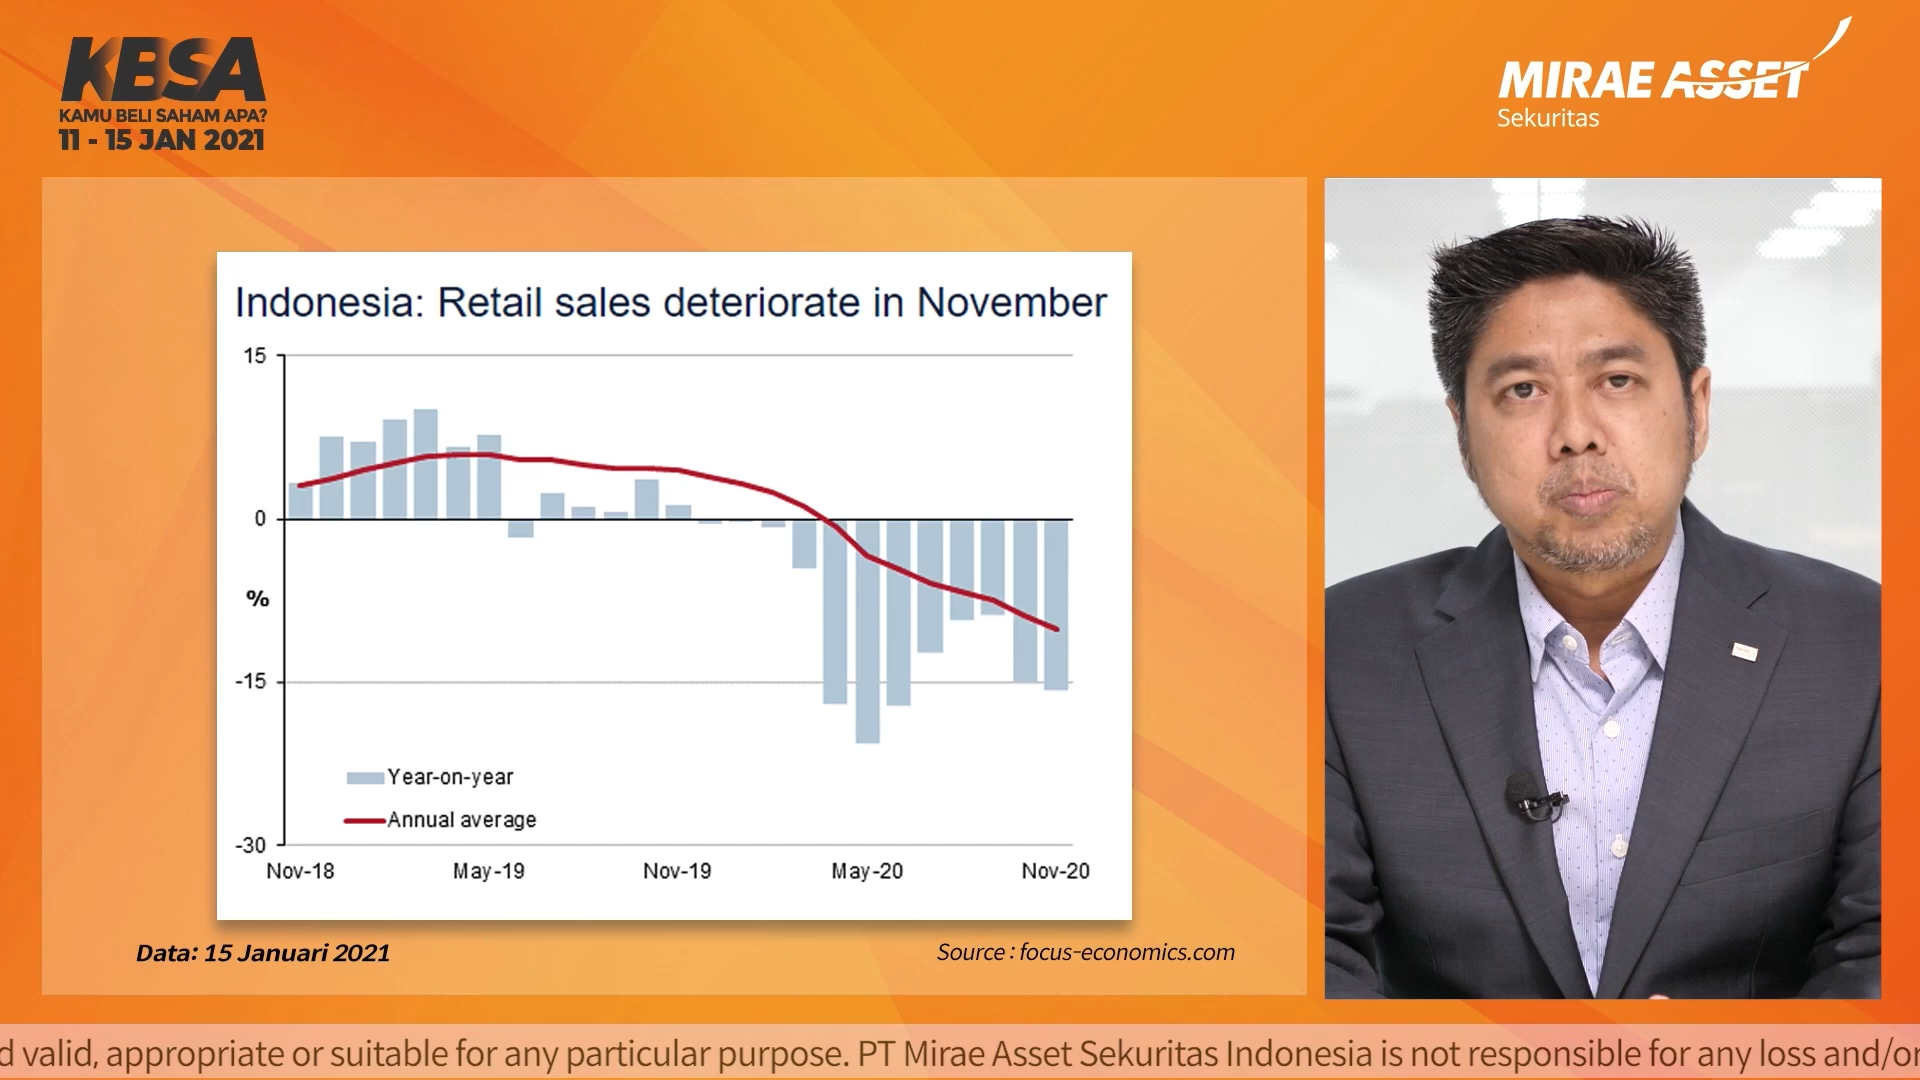 KBSA
KAMU BELI SAHAM APA?
11 - 15 JAN 2021
MIRAE ASSET
Sekuritas
Indonesia: Retail sales deteriorate in November
15
0
%
-15
-30
Year-on-year
Annual average
Nov-18 May-19 Nov-19 May-20 Nov-20
Data: 15 Januari 2021
Source : focus-economics.com
d valid, appropriate or suitable for any particular purpose. PT Mirae Asset Sekuritas Indonesia is not responsible for any loss and/or